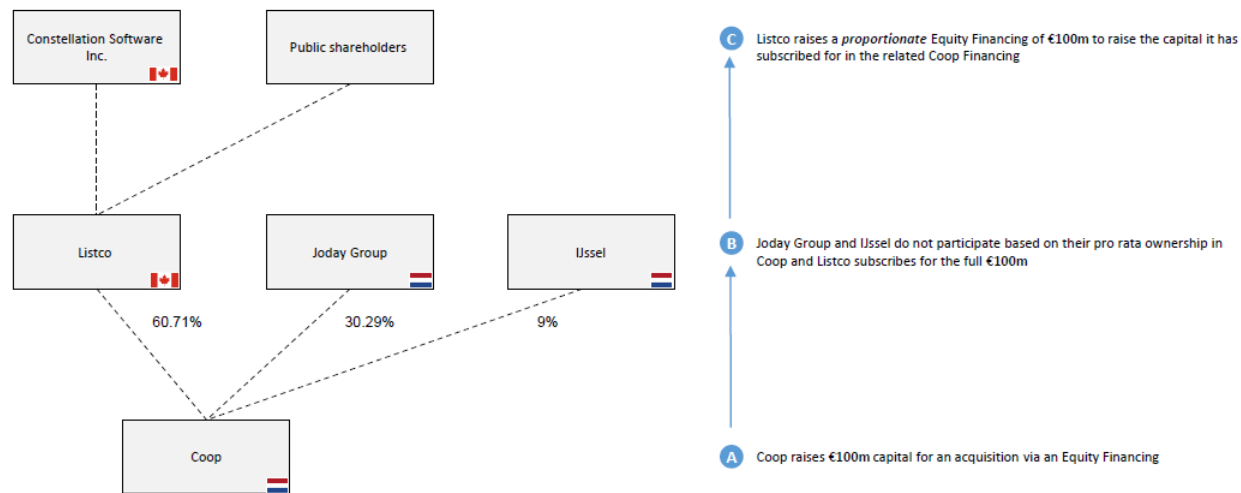 Constellation Software
Inc.
Public shareholders
C Listco raises a proportionate Equity Financing of €100m to raise the capital it has
subscribed for in the related Coop Financing
Listco
Joday Group
IJssel
B Joday Group and IJssel do not participate based on their pro rata ownership in
Coop and Listco subscribes for the full €100m
60.71%
30.29%
9%
Coop
A Coop raises €100m capital for an acquisition via an Equity Financing